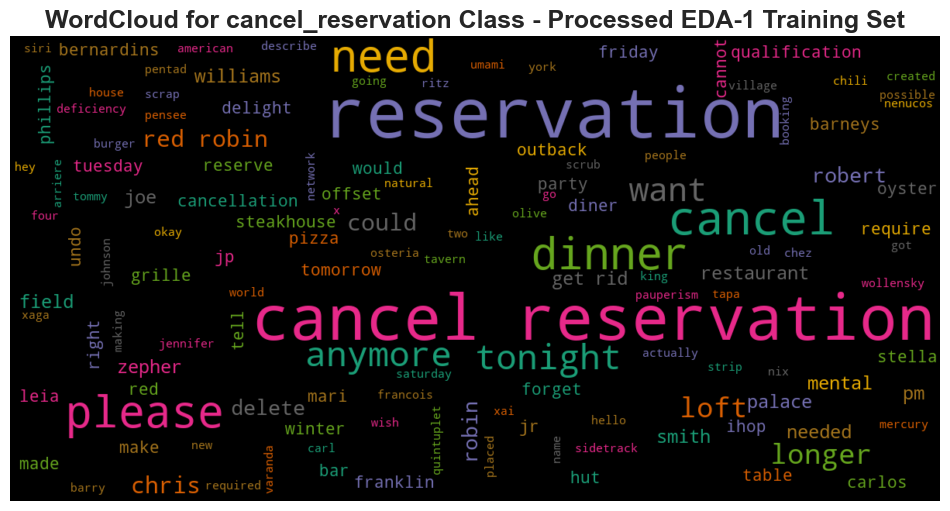 WordCloud for cancel_reservation Class - Processed EDA-1 Training Set
siri
bernardins
american
describe
need
umami
york
friday
cannot
qualification
pentad
williams
going
ritz
village
chili
created
phillips
house
scrap
delight
reservation
booking
possible
nenucos
deficiency
pensee
barneys
burger
red robin
outback
people
hey
arriere
tuesday
reserve
network
would
natural
ahead
scrub
party
want
robert
oyster
tommy
joe
cancellation
offset
go
diner
four
steakhouse
x
could
olive
cancel
require
undo
okay
pizza
two
like
dinner
old
chez
got
johnson
jp
osteria
tavern
king
restaurant
grille
tomorrow
get rid
wollensky
field
world
pauperism
tapa
xaga
making
tell
cancel reservation
right
jennifer
anymore
tonight
actually
stella
zepher
saturday
strip
nix
mental
leia
red
mari
francois
forget
pm
please
delete
robin
xai
loft
palace
winter
wish
quintuplet
jr
hello
ihop
needed
mercury
make
new
carl
placed
name
sidetrack
smith
longer
made
varanda
bar
hut
table
barry
chris
required
franklin
carlos